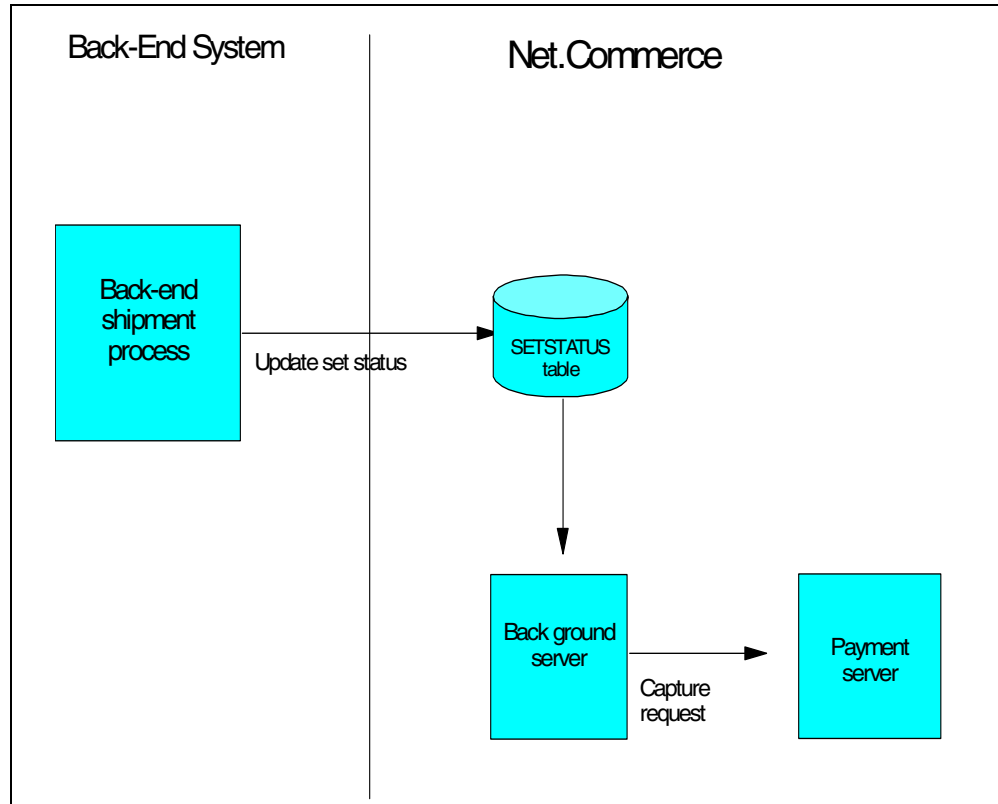 Back-End System
Net.Commerce
Back-end
shipment
process
Update set status
SETSTATUS
table
Back ground
server
Capture
request
Payment
server